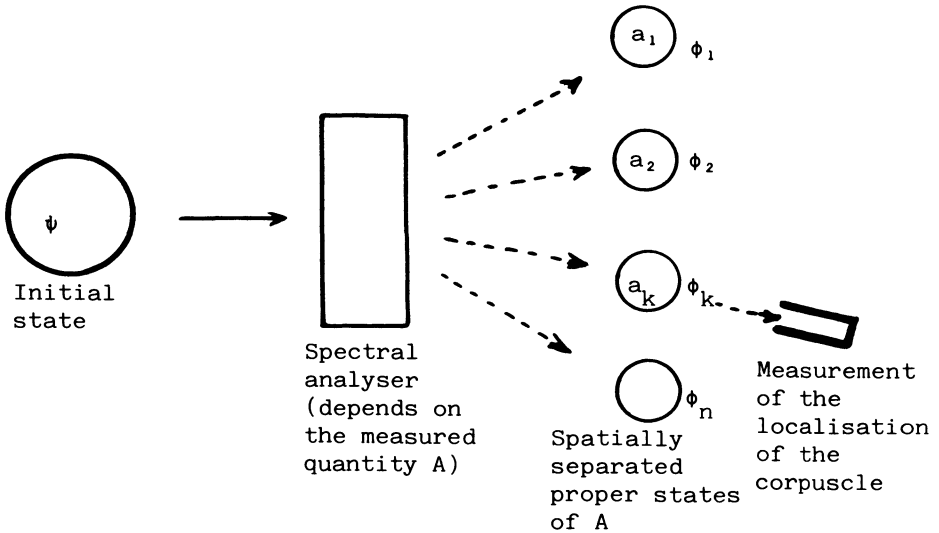 a₁ ϕ₁
a₂ ϕ₂
ψ
Initial
state
aₖ ϕₖ
Spectral
analyser
(depends on
the measured
quantity A)
ϕₙ
Spatially
separated
proper states
of A
Measurement
of the
localisation
of the
corpuscle